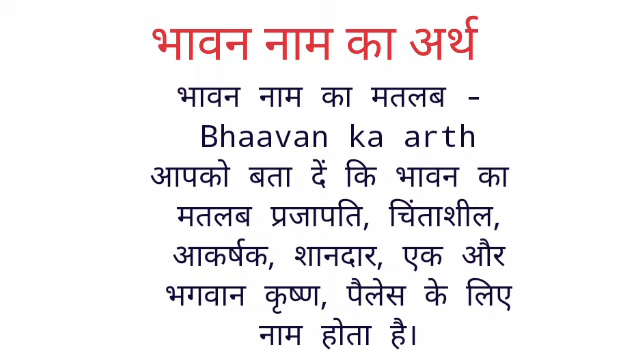 भावन नाम का अर्थ
भावन नाम का मतलब -
Bhaavan ka arth
आपको बता दें कि भावन का
मतलब प्रजापति, चिंताशील,
आकर्षक, शानदार, एक और
भगवान कृष्ण, पैलेस के लिए
नाम होता है।